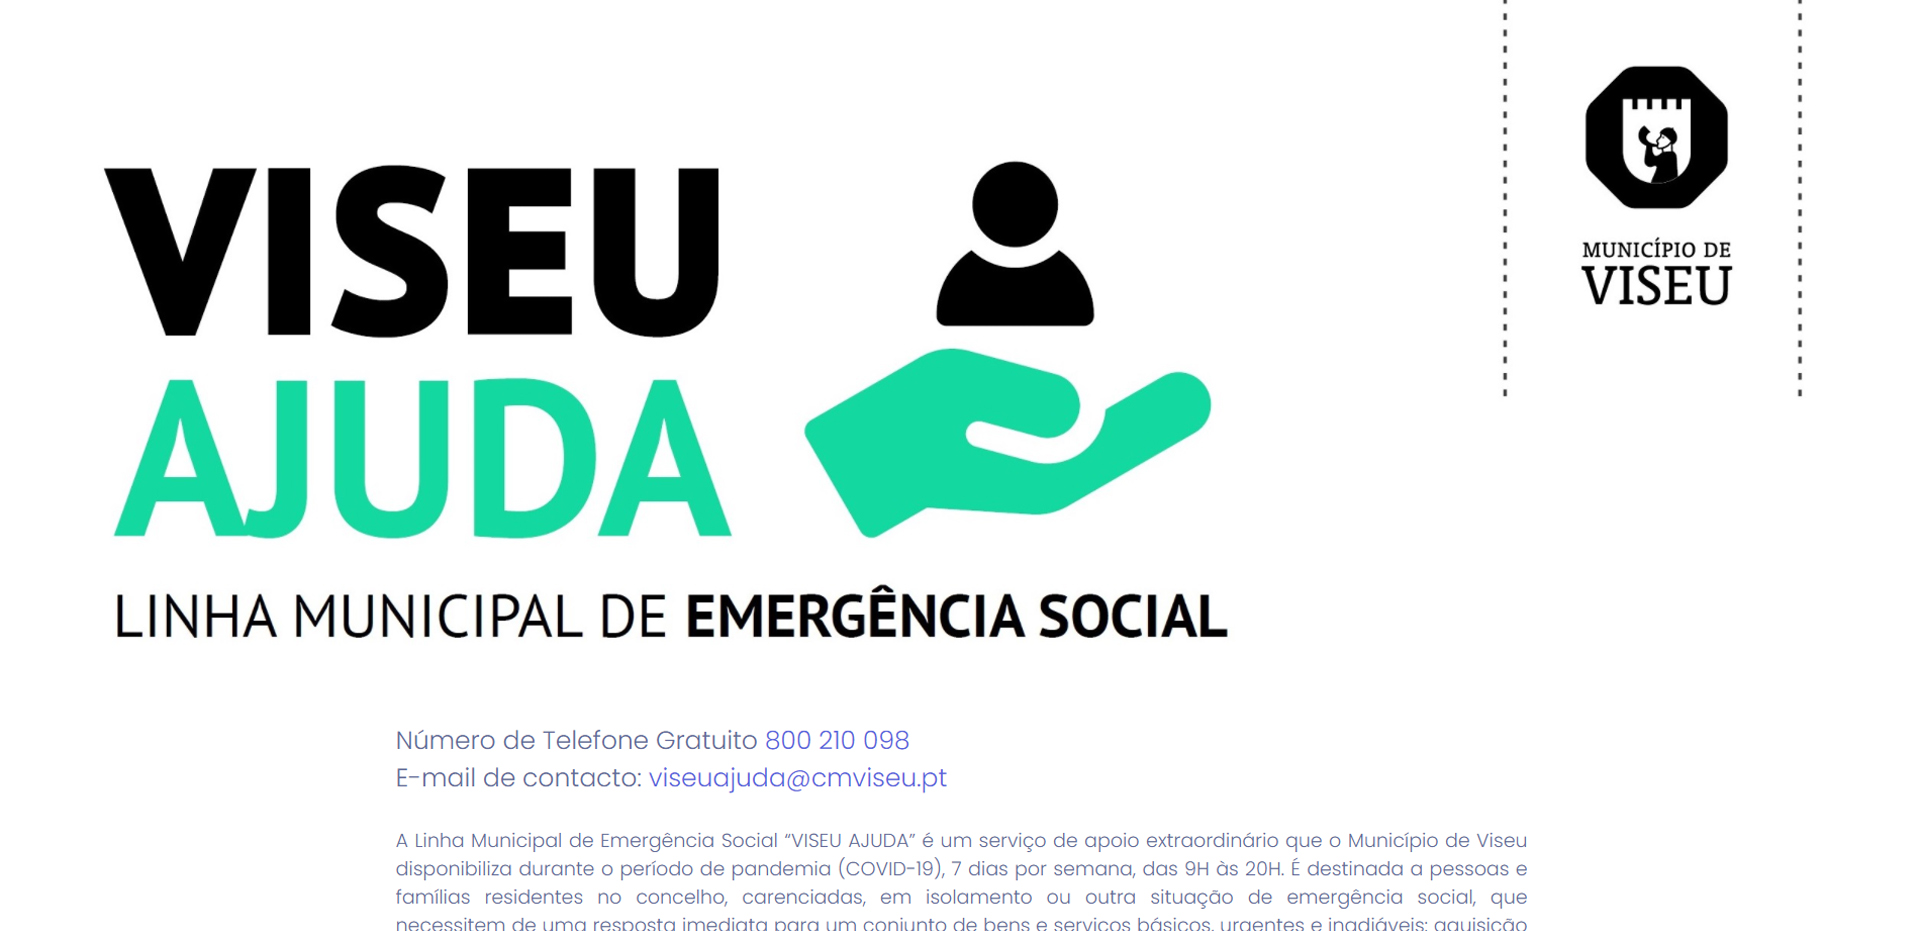 MUNICÍPIO DE
VISEU
VISEU
AJUDA
LINHA MUNICIPAL DE EMERGÊNCIA SOCIAL
Número de Telefone Gratuito 800 210 098
E-mail de contacto: viseuajuda@cmviseu.pt
A Linha Municipal de Emergência Social “VISEU AJUDA” é um serviço de apoio extraordinário que o Município de Viseu
disponibiliza durante o período de pandemia (COVID-19), 7 dias por semana, das 9H às 20H. É destinada a pessoas e
famílias residentes no concelho, carenciadas, em isolamento ou outra situação de emergência social, que
necessitem de uma resposta imediata para um conjunto de bens e serviços básicos, urgentes e inadiáveis: aquisição